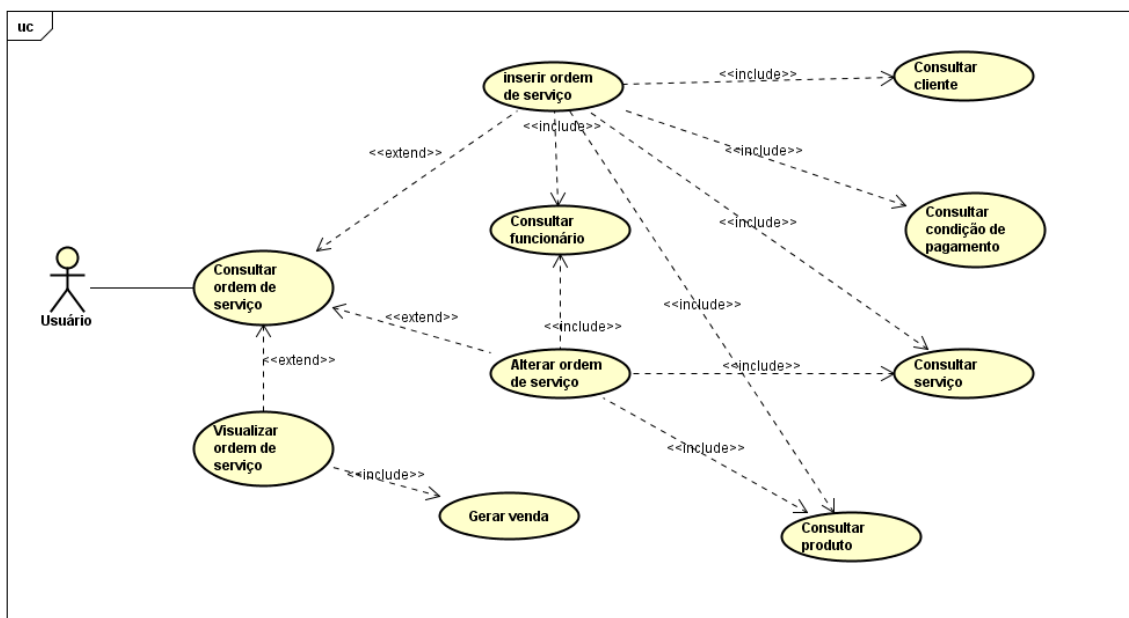 uc
inserir ordem
de serviço
<<include>>
Consultar
cliente
<<include>>
<<extend>>
<<include>>
Consultar
funcionário
Consultar
condição de
pagamento
<<include>>
Usuário
Consultar
ordem de
serviço
<<include>>
<<extend>>
<<include>>
<<extend>>
Alterar ordem
de serviço
<<include>>
Consultar
serviço
Visualizar
ordem de
serviço
<<include>>
<<include>>
Gerar venda
Consultar
produto